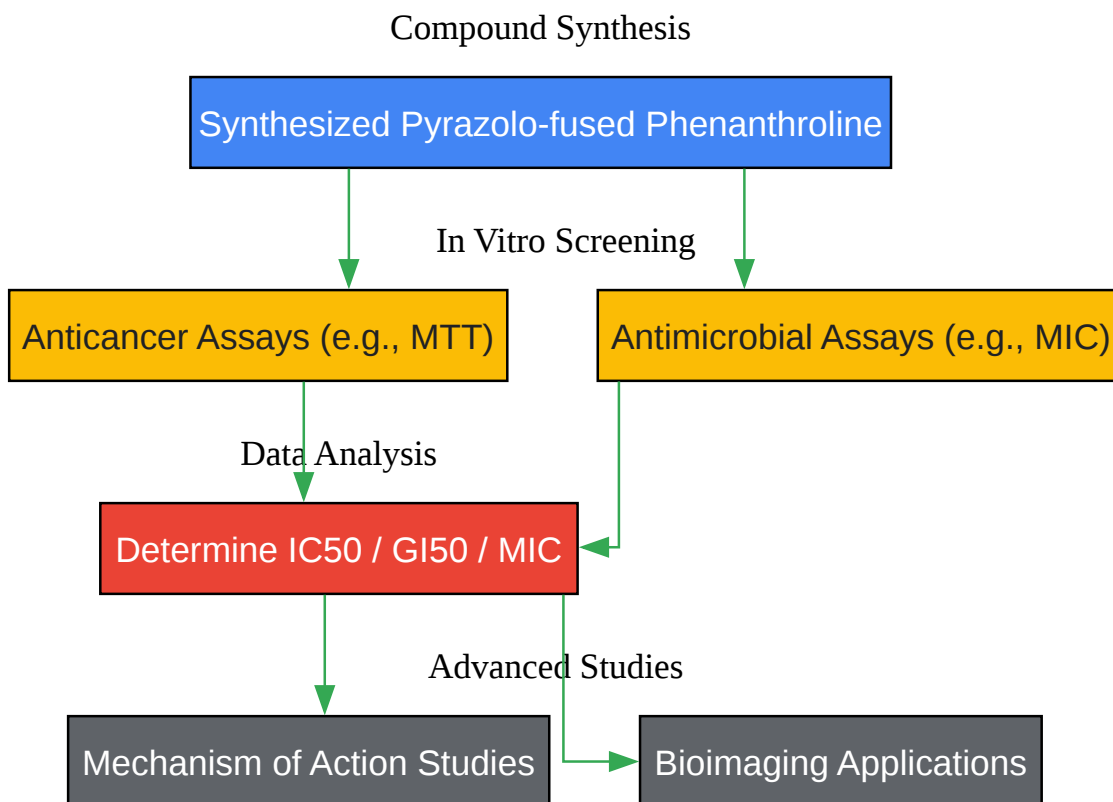 Compound Synthesis
Synthesized Pyrazolo-fused Phenanthroline
In Vitro Screening
Anticancer Assays (e.g., MTT)
Antimicrobial Assays (e.g., MIC)
Data Analysis
Determine IC50 / GI50 / MIC
Advanced Studies
Mechanism of Action Studies
Bioimaging Applications